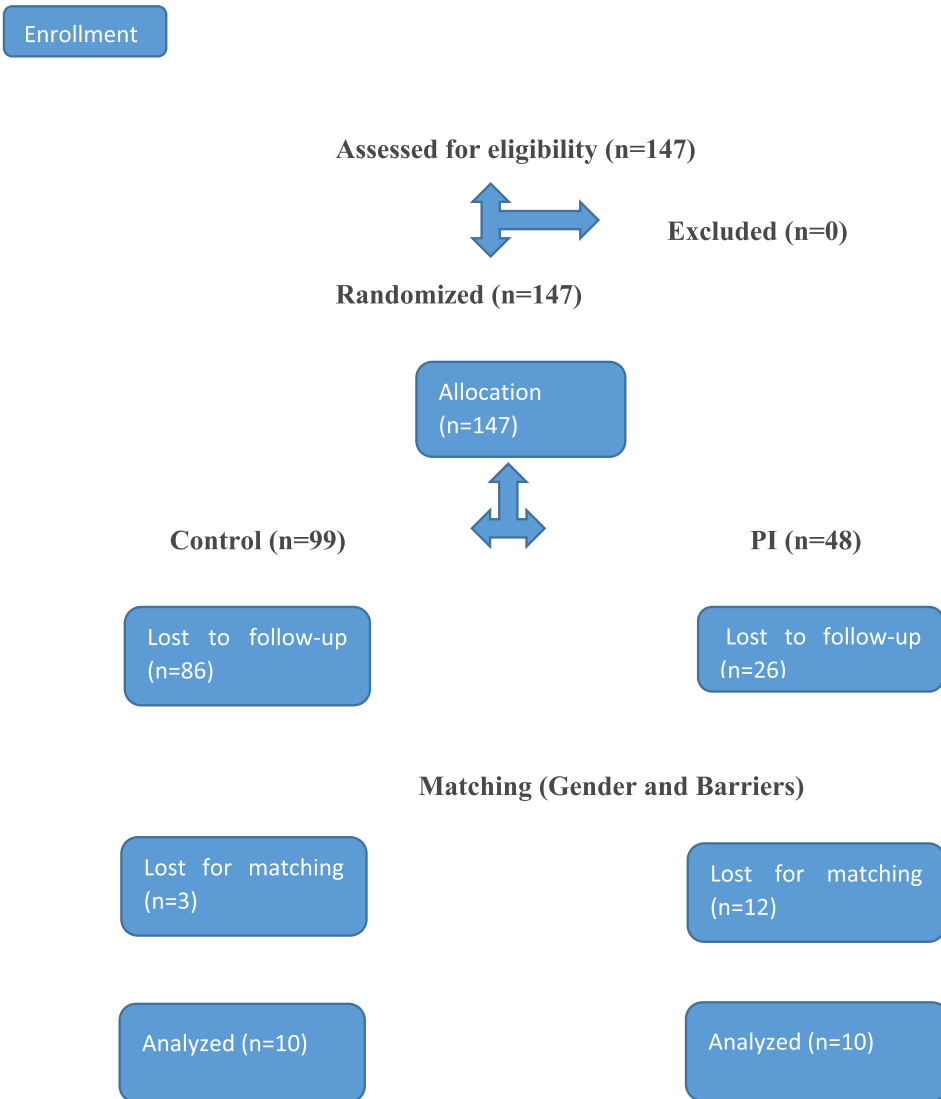 Enrollment
Assessed for eligibility (n=147)
Excluded (n=0)
Randomized (n=147)
Allocation
(n=147)
Control (n=99)
PI (n=48)
Lost to follow-up
(n=86)
Lost to follow-up
(n=26)
Matching (Gender and Barriers)
Lost for matching
(n=3)
Lost for matching
(n=12)
Analyzed (n=10)
Analyzed (n=10)